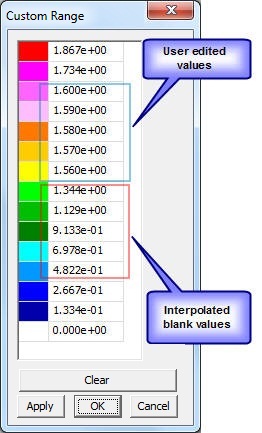 Custom Range
X
1.867e+00
1.734e+00
1.600e+00
1.590e+00
1.580e+00
1.570e+00
1.560e+00
1.344e+00
1.129e+00
9.133e-01
6.978e-01
4.822e-01
2.667e-01
1.334e-01
0.000e+00
User edited
values
Interpolated
blank values
Clear
Apply
OK
Cancel